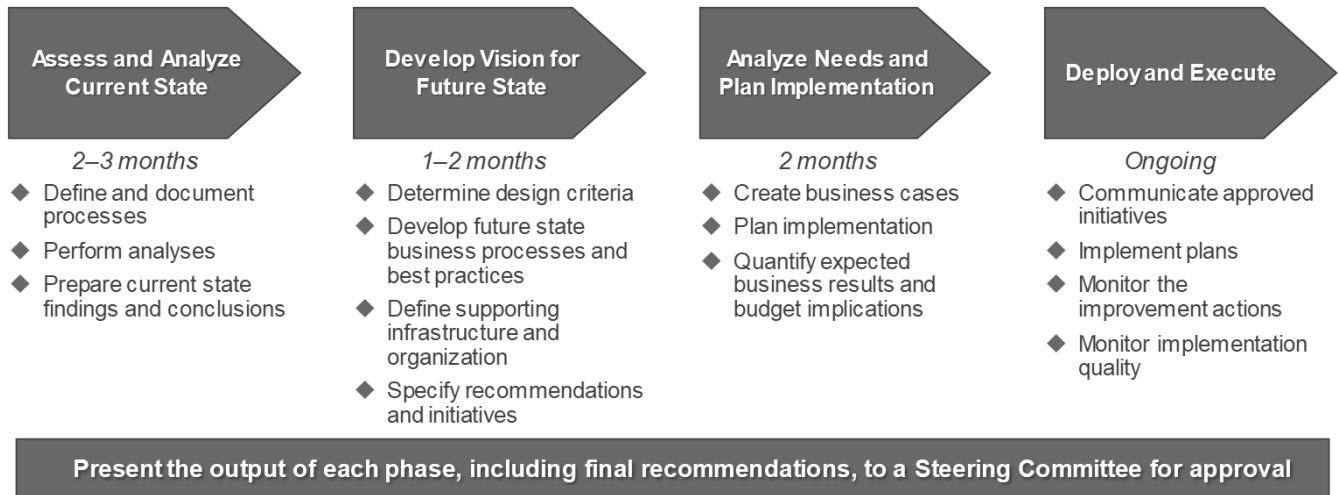 Assess and Analyze
Current State
2–3 months
◆ Define and document
processes
◆ Perform analyses
◆ Prepare current state
findings and conclusions
Develop Vision for
Future State
1–2 months
◆ Determine design criteria
◆ Develop future state
business processes and
best practices
◆ Define supporting
infrastructure and
organization
◆ Specify recommendations
and initiatives
Analyze Needs and
Plan Implementation
2 months
◆ Create business cases
◆ Plan implementation
◆ Quantify expected
business results and
budget implications
Deploy and Execute
Ongoing
◆ Communicate approved
initiatives
◆ Implement plans
◆ Monitor the
improvement actions
◆ Monitor implementation
quality
Present the output of each phase, including final recommendations, to a Steering Committee for approval